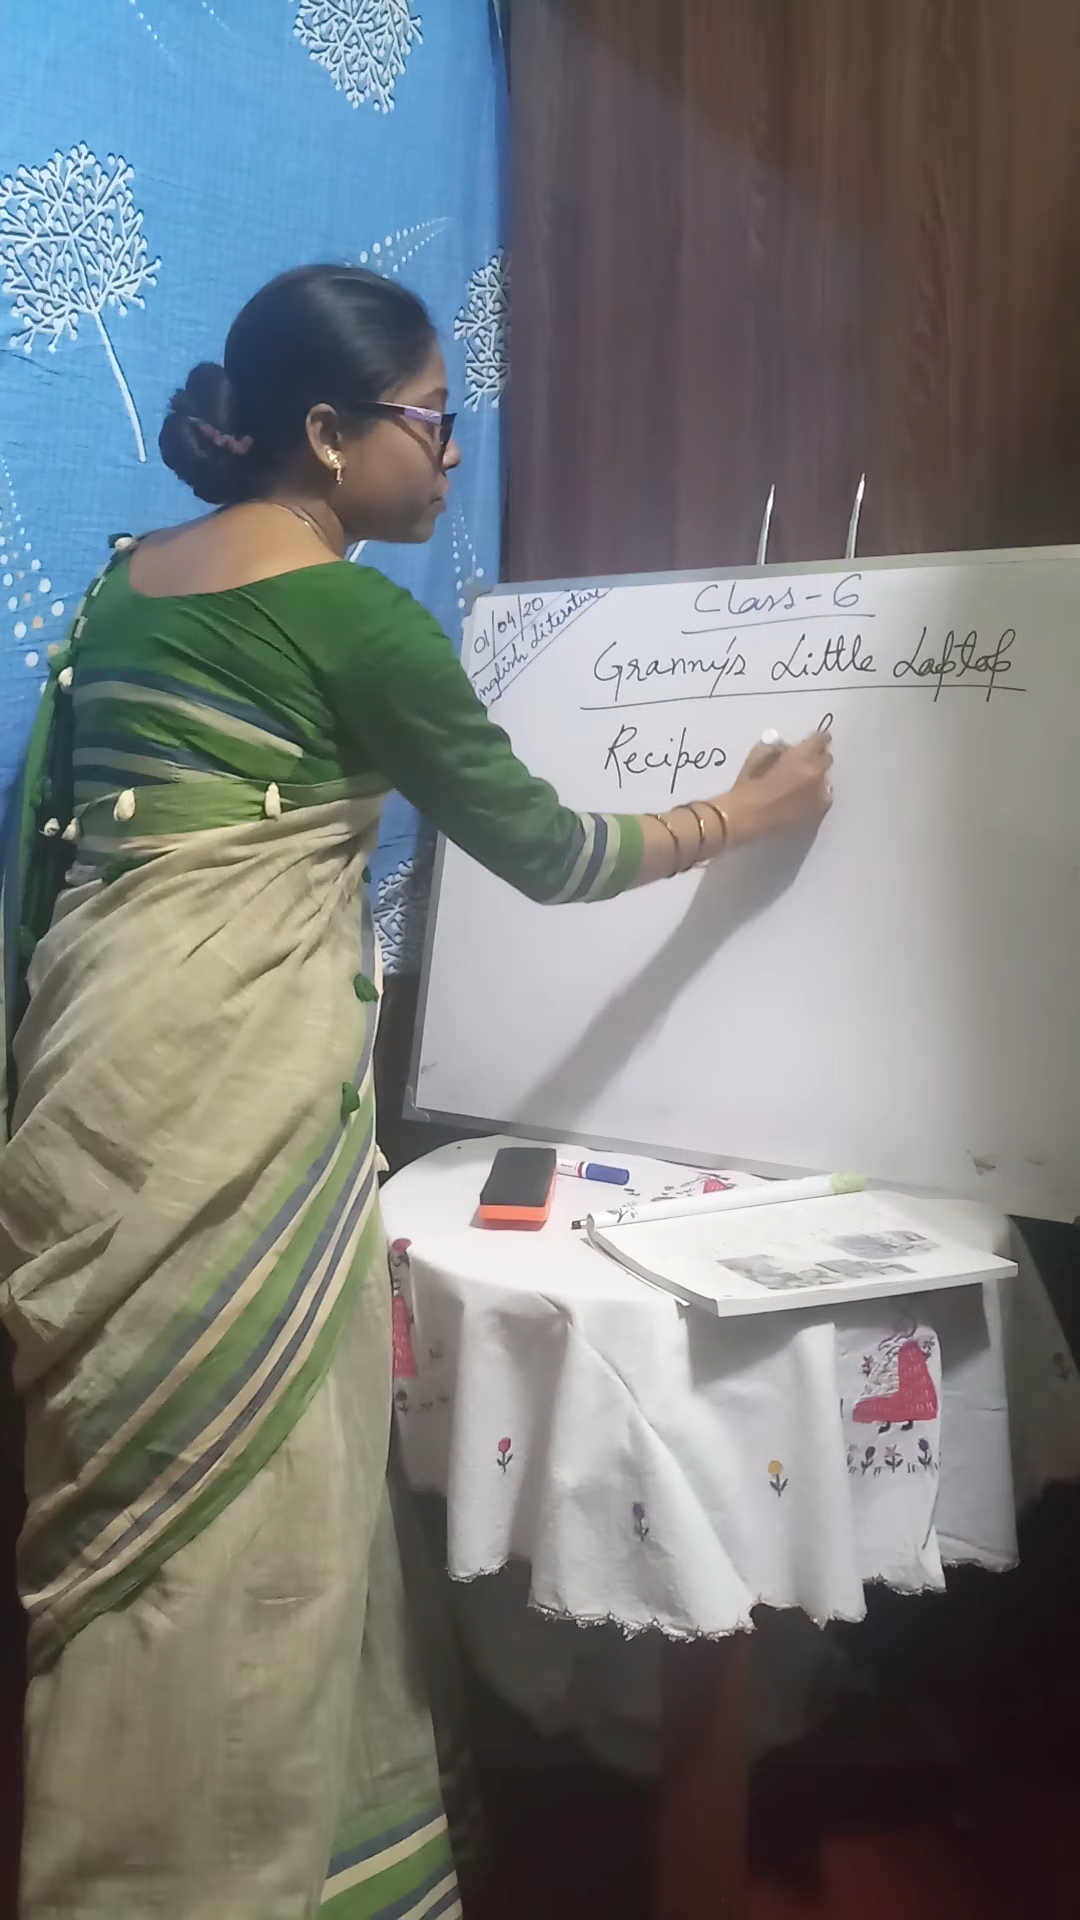 01/04/20
English Literature
Class-6
Granny's Little Laptop
Recipes